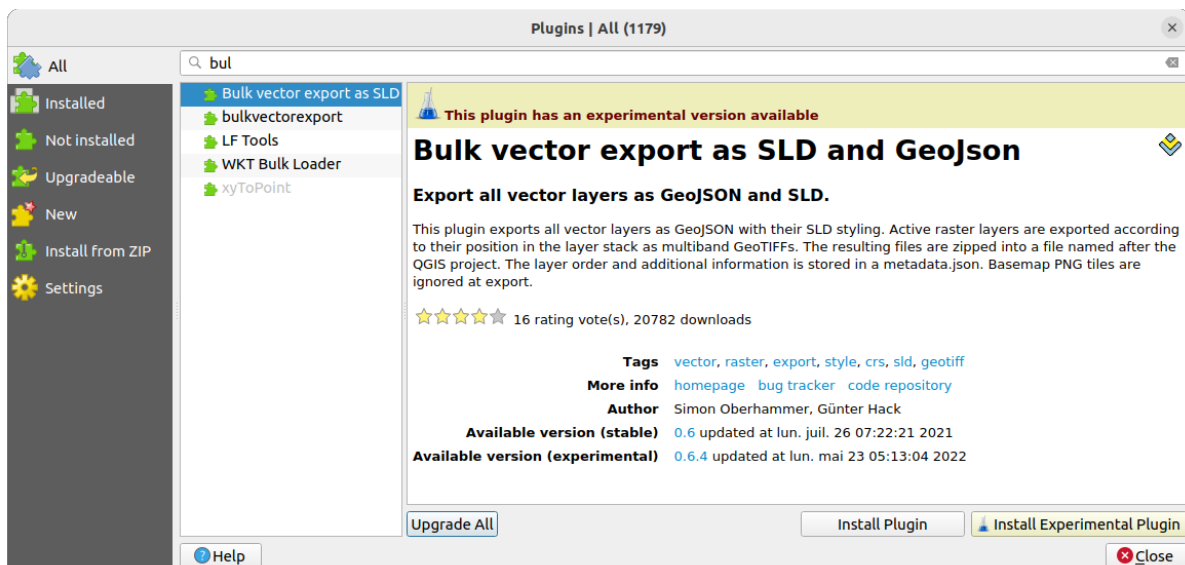 Plugins | All (1179)
All
Installed
Not installed
Upgradeable
New
Install from ZIP
Settings
bul
Bulk vector export as SLD
bulkvectorexport
LF Tools
WKT Bulk Loader
xyToPoint
This plugin has an experimental version available
Bulk vector export as SLD and GeoJson
Export all vector layers as GeoJSON and SLD.
This plugin exports all vector layers as GeoJSON with their SLD styling. Active raster layers are exported according
to their position in the layer stack as multiband GeoTIFFs. The resulting files are zipped into a file named after the
QGIS project. The layer order and additional information is stored in a metadata.json. Basemap PNG tiles are
ignored at export.
16 rating vote(s), 20782 downloads
Tags vector, raster, export, style, crs, sld, geotiff
More info homepage bug tracker code repository
Author Simon Oberhammer, Günter Hack
Available version (stable) 0.6 updated at lun. juil. 26 07:22:21 2021
Available version (experimental) 0.6.4 updated at lun. mai 23 05:13:04 2022
Upgrade All
Install Plugin
Install Experimental Plugin
Help
Close